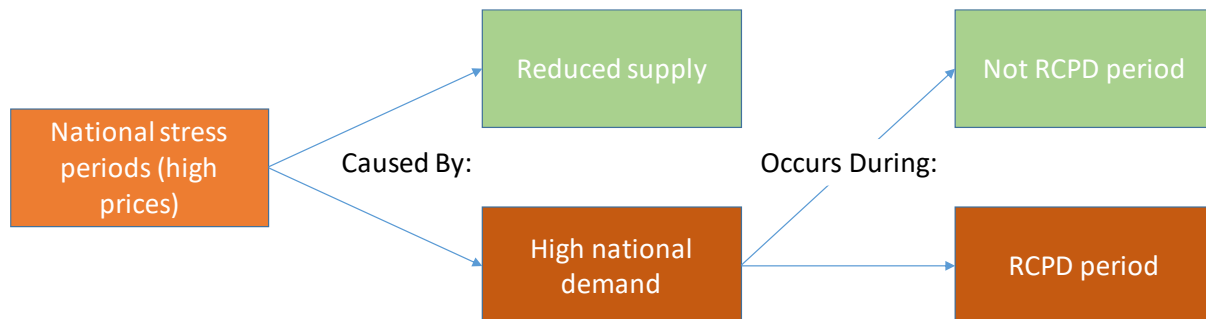 National stress
periods (high
prices)
Caused By:
Reduced supply
High national
demand
Occurs During:
Not RCPD period
RCPD period